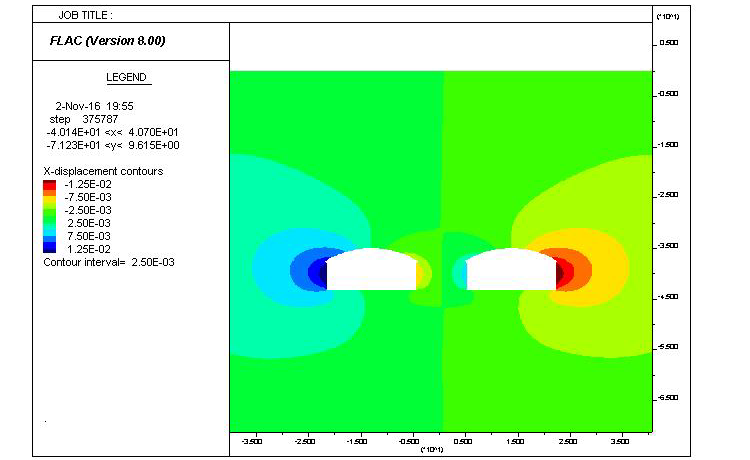 JOB TITLE :
FLAC (Version 8.00)
LEGEND
2-Nov-16 19:55
step 375787
-4.014E+01 <x< 4.070E+01
-7.123E+01 <y< 9.615E+00
X-displacement contours
-1.25E-02
-7.50E-03
-2.50E-03
2.50E-03
7.50E-03
1.25E-02
Contour interval= 2.50E-03
(*10^1)
0.500
-0.500
-1.500
-2.500
-3.500
-4.500
-5.500
-6.500
-3.500 -2.500 -1.500 -0.500 0.500 1.500 2.500 3.500
(*10^1)